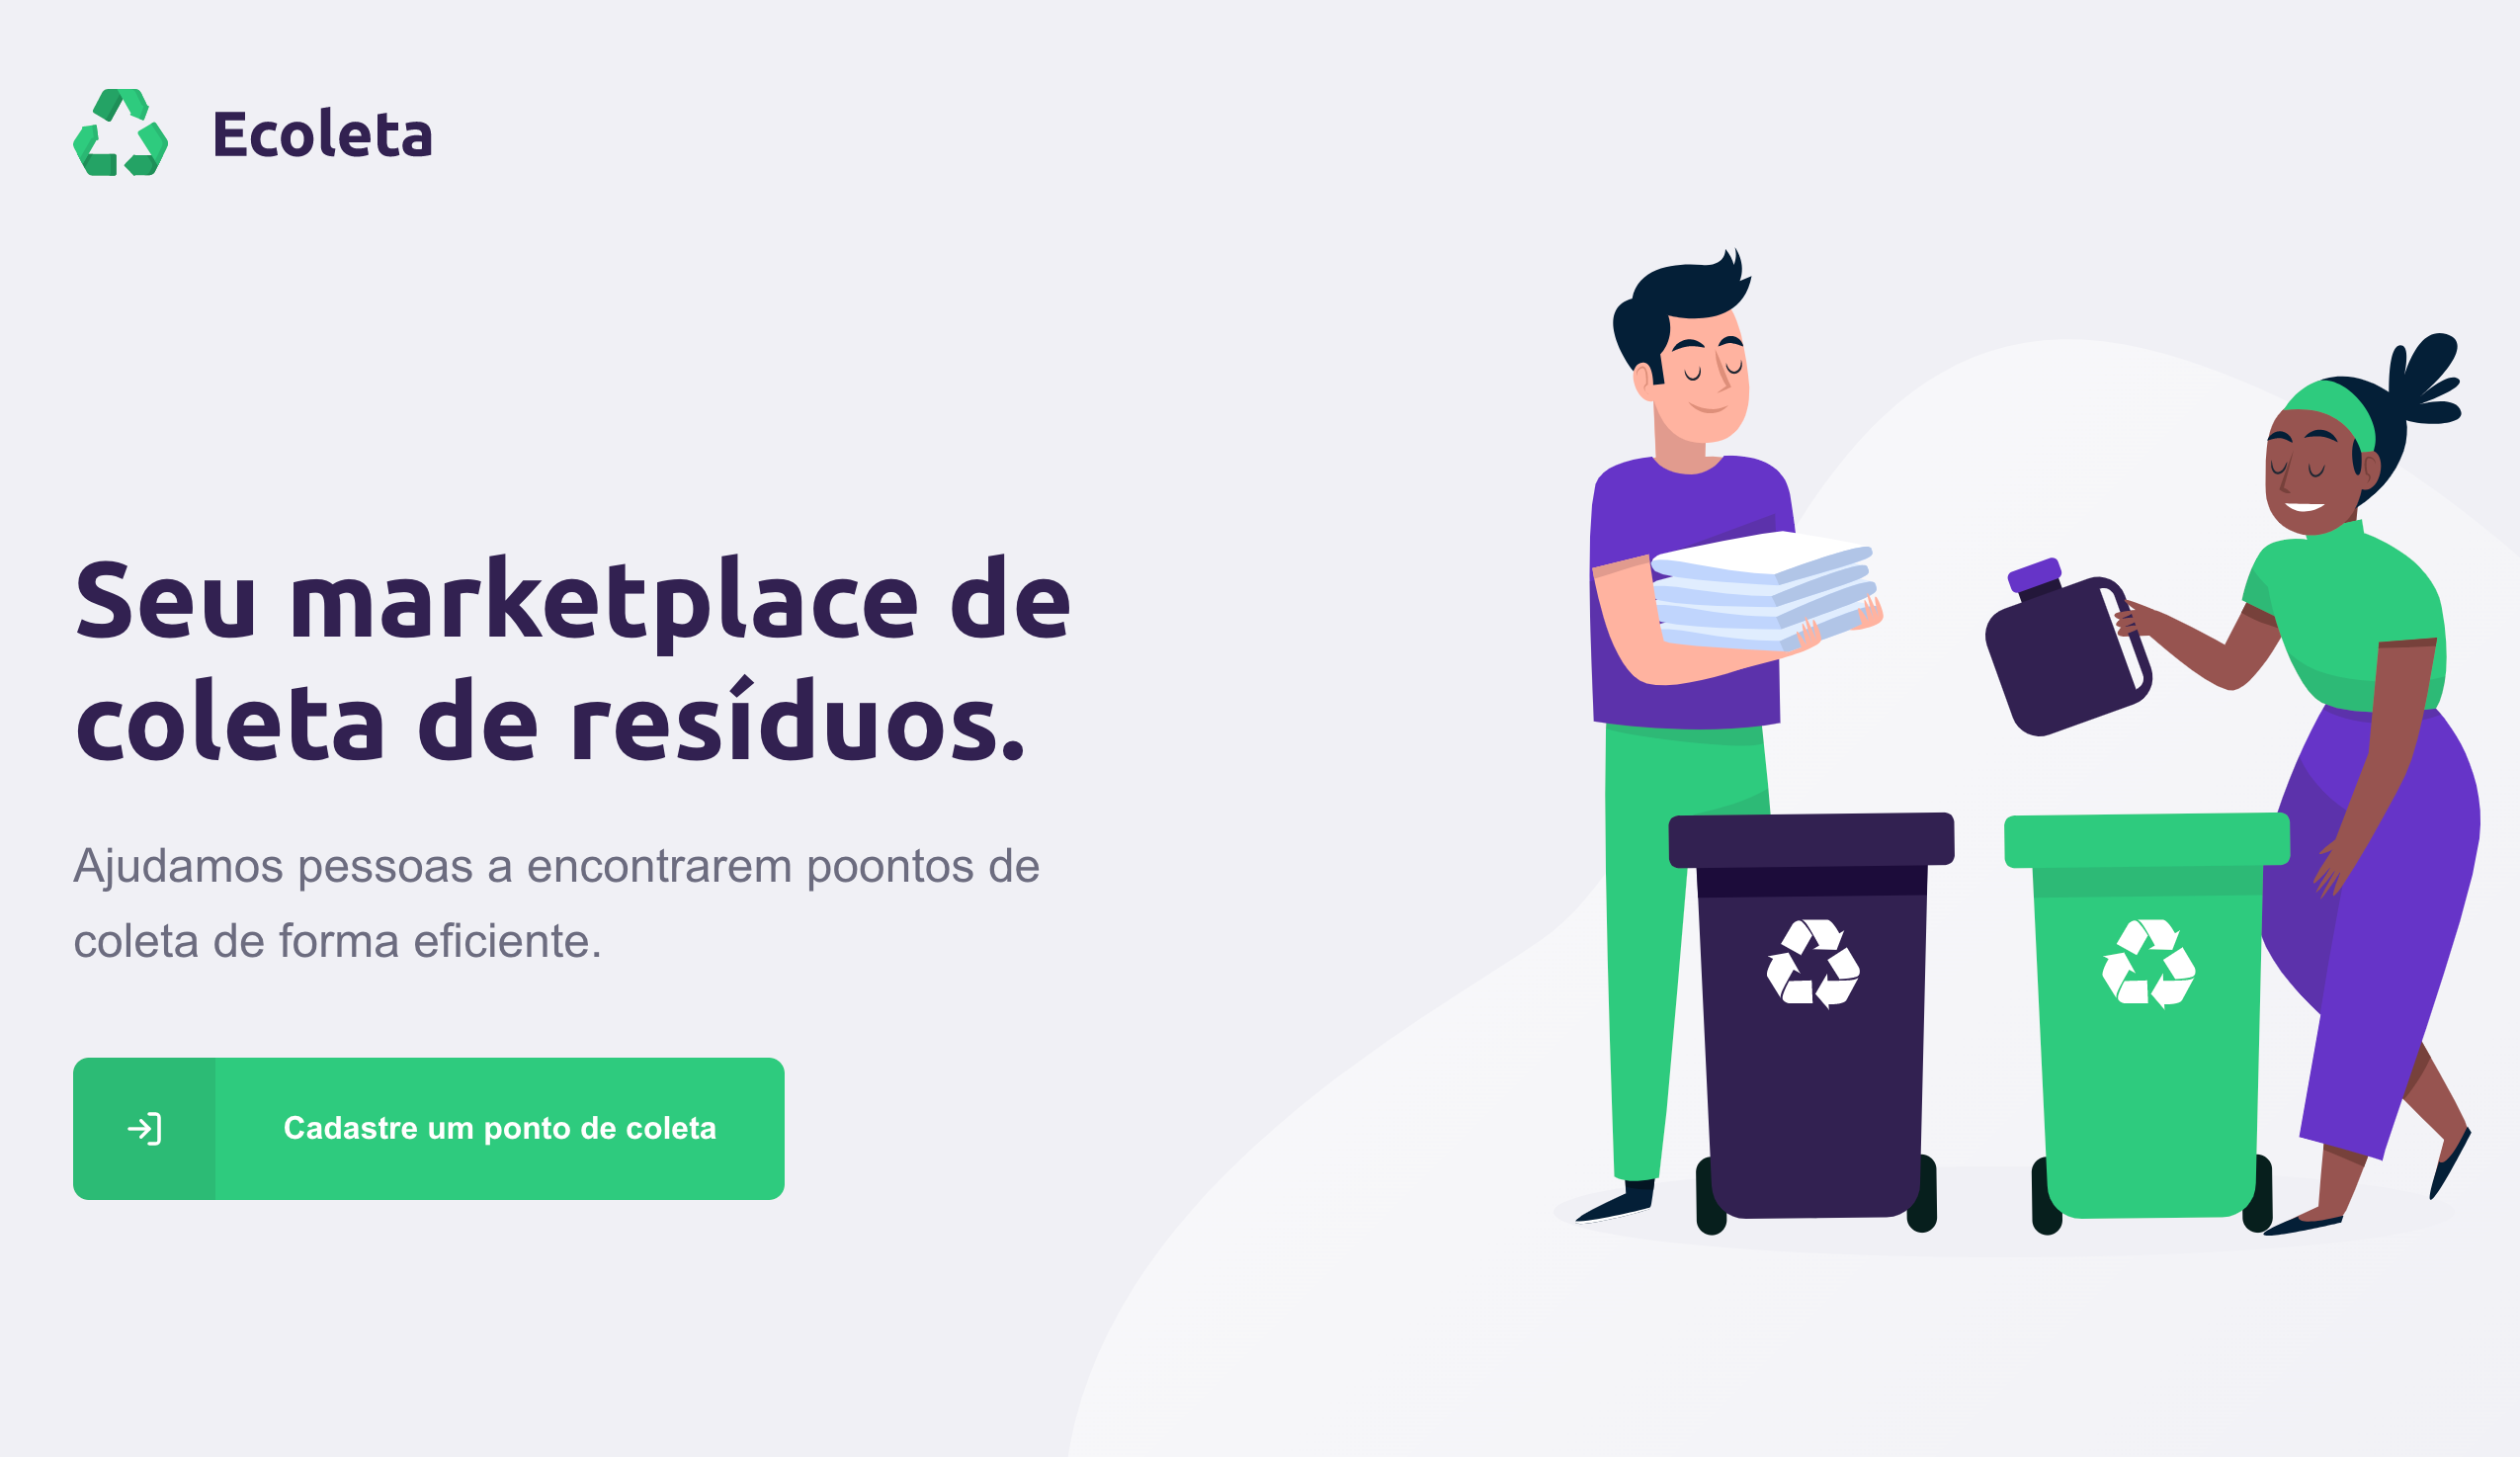 Ecoleta
Seu marketplace de
coleta de resíduos.
Ajudamos pessoas a encontrarem poontos de
coleta de forma eficiente.
Cadastre um ponto de coleta